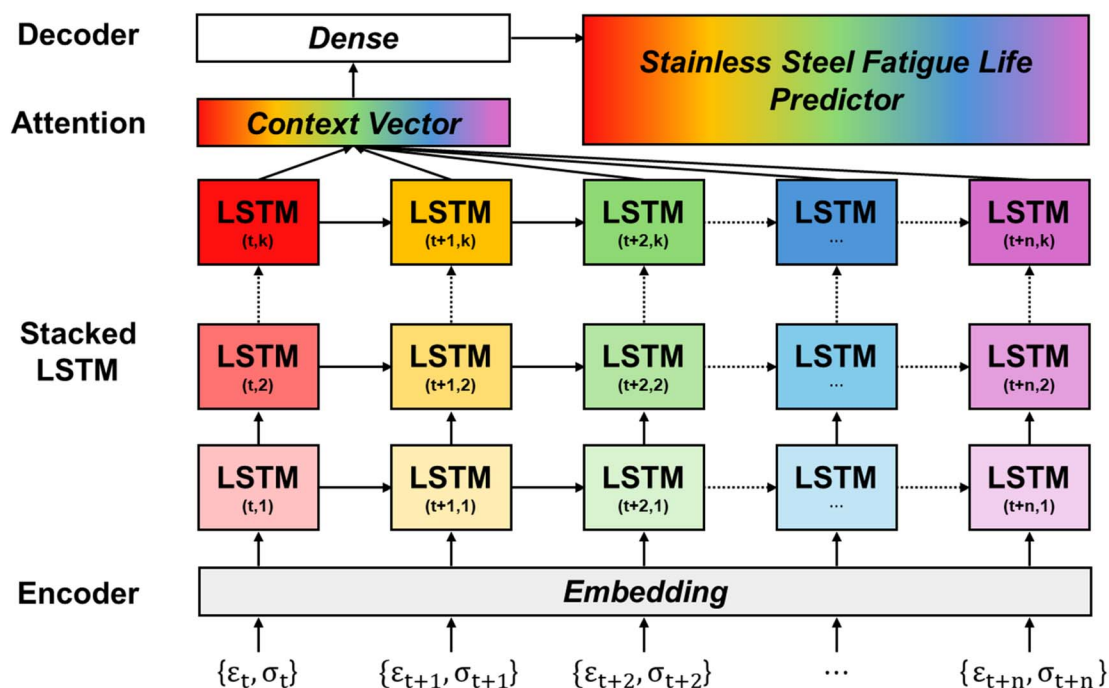 Decoder
Dense
Stainless Steel Fatigue Life
Predictor
Attention
Context Vector
LSTM
(t,k)
LSTM
(t+1,k)
LSTM
(t+2,k)
LSTM
...
LSTM
(t+n,k)
Stacked
LSTM
LSTM
(t,2)
LSTM
(t+1,2)
LSTM
(t+2,2)
LSTM
...
LSTM
(t+n,2)
LSTM
(t,1)
LSTM
(t+1,1)
LSTM
(t+2,1)
LSTM
...
LSTM
(t+n,1)
Encoder
Embedding
{εt,σt}
{εt+1,σt+1}
{εt+2,σt+2}
...
{εt+n,σt+n}